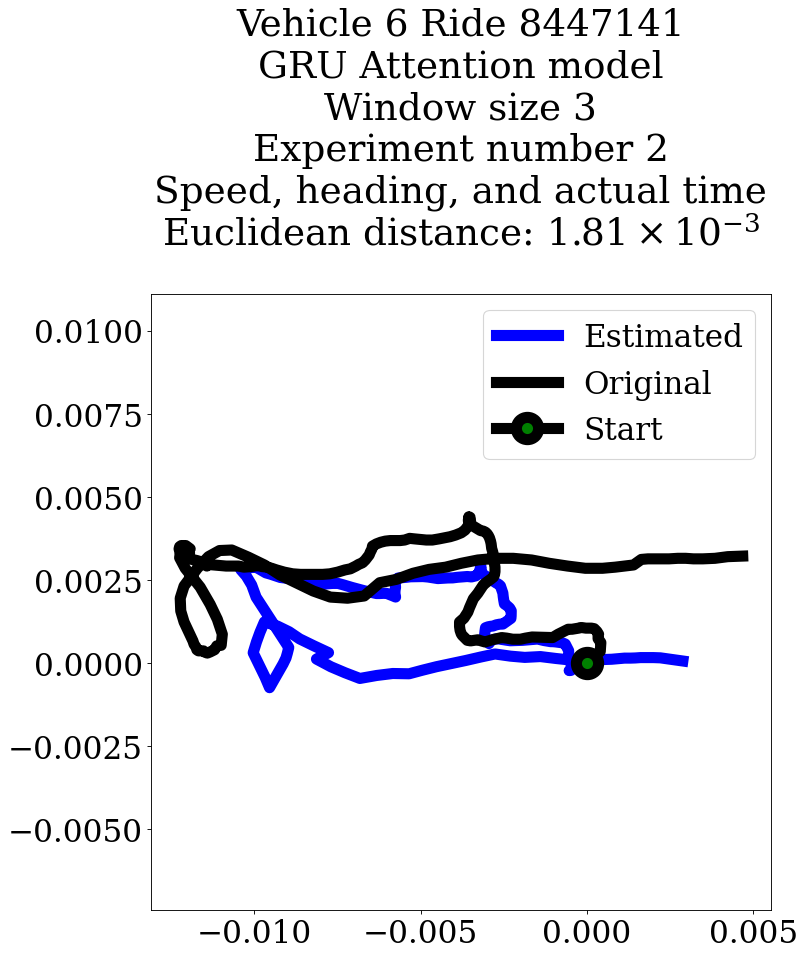 Vehicle 6 Ride 8447141
GRU Attention model
Window size 3
Experiment number 2
Speed, heading, and actual time
Euclidean distance: 1.81 × 10⁻³
Estimated
Original
Start
0.0100
0.0075
0.0050
0.0025
0.0000
−0.0025
−0.0050
−0.010
−0.005
0.000
0.005